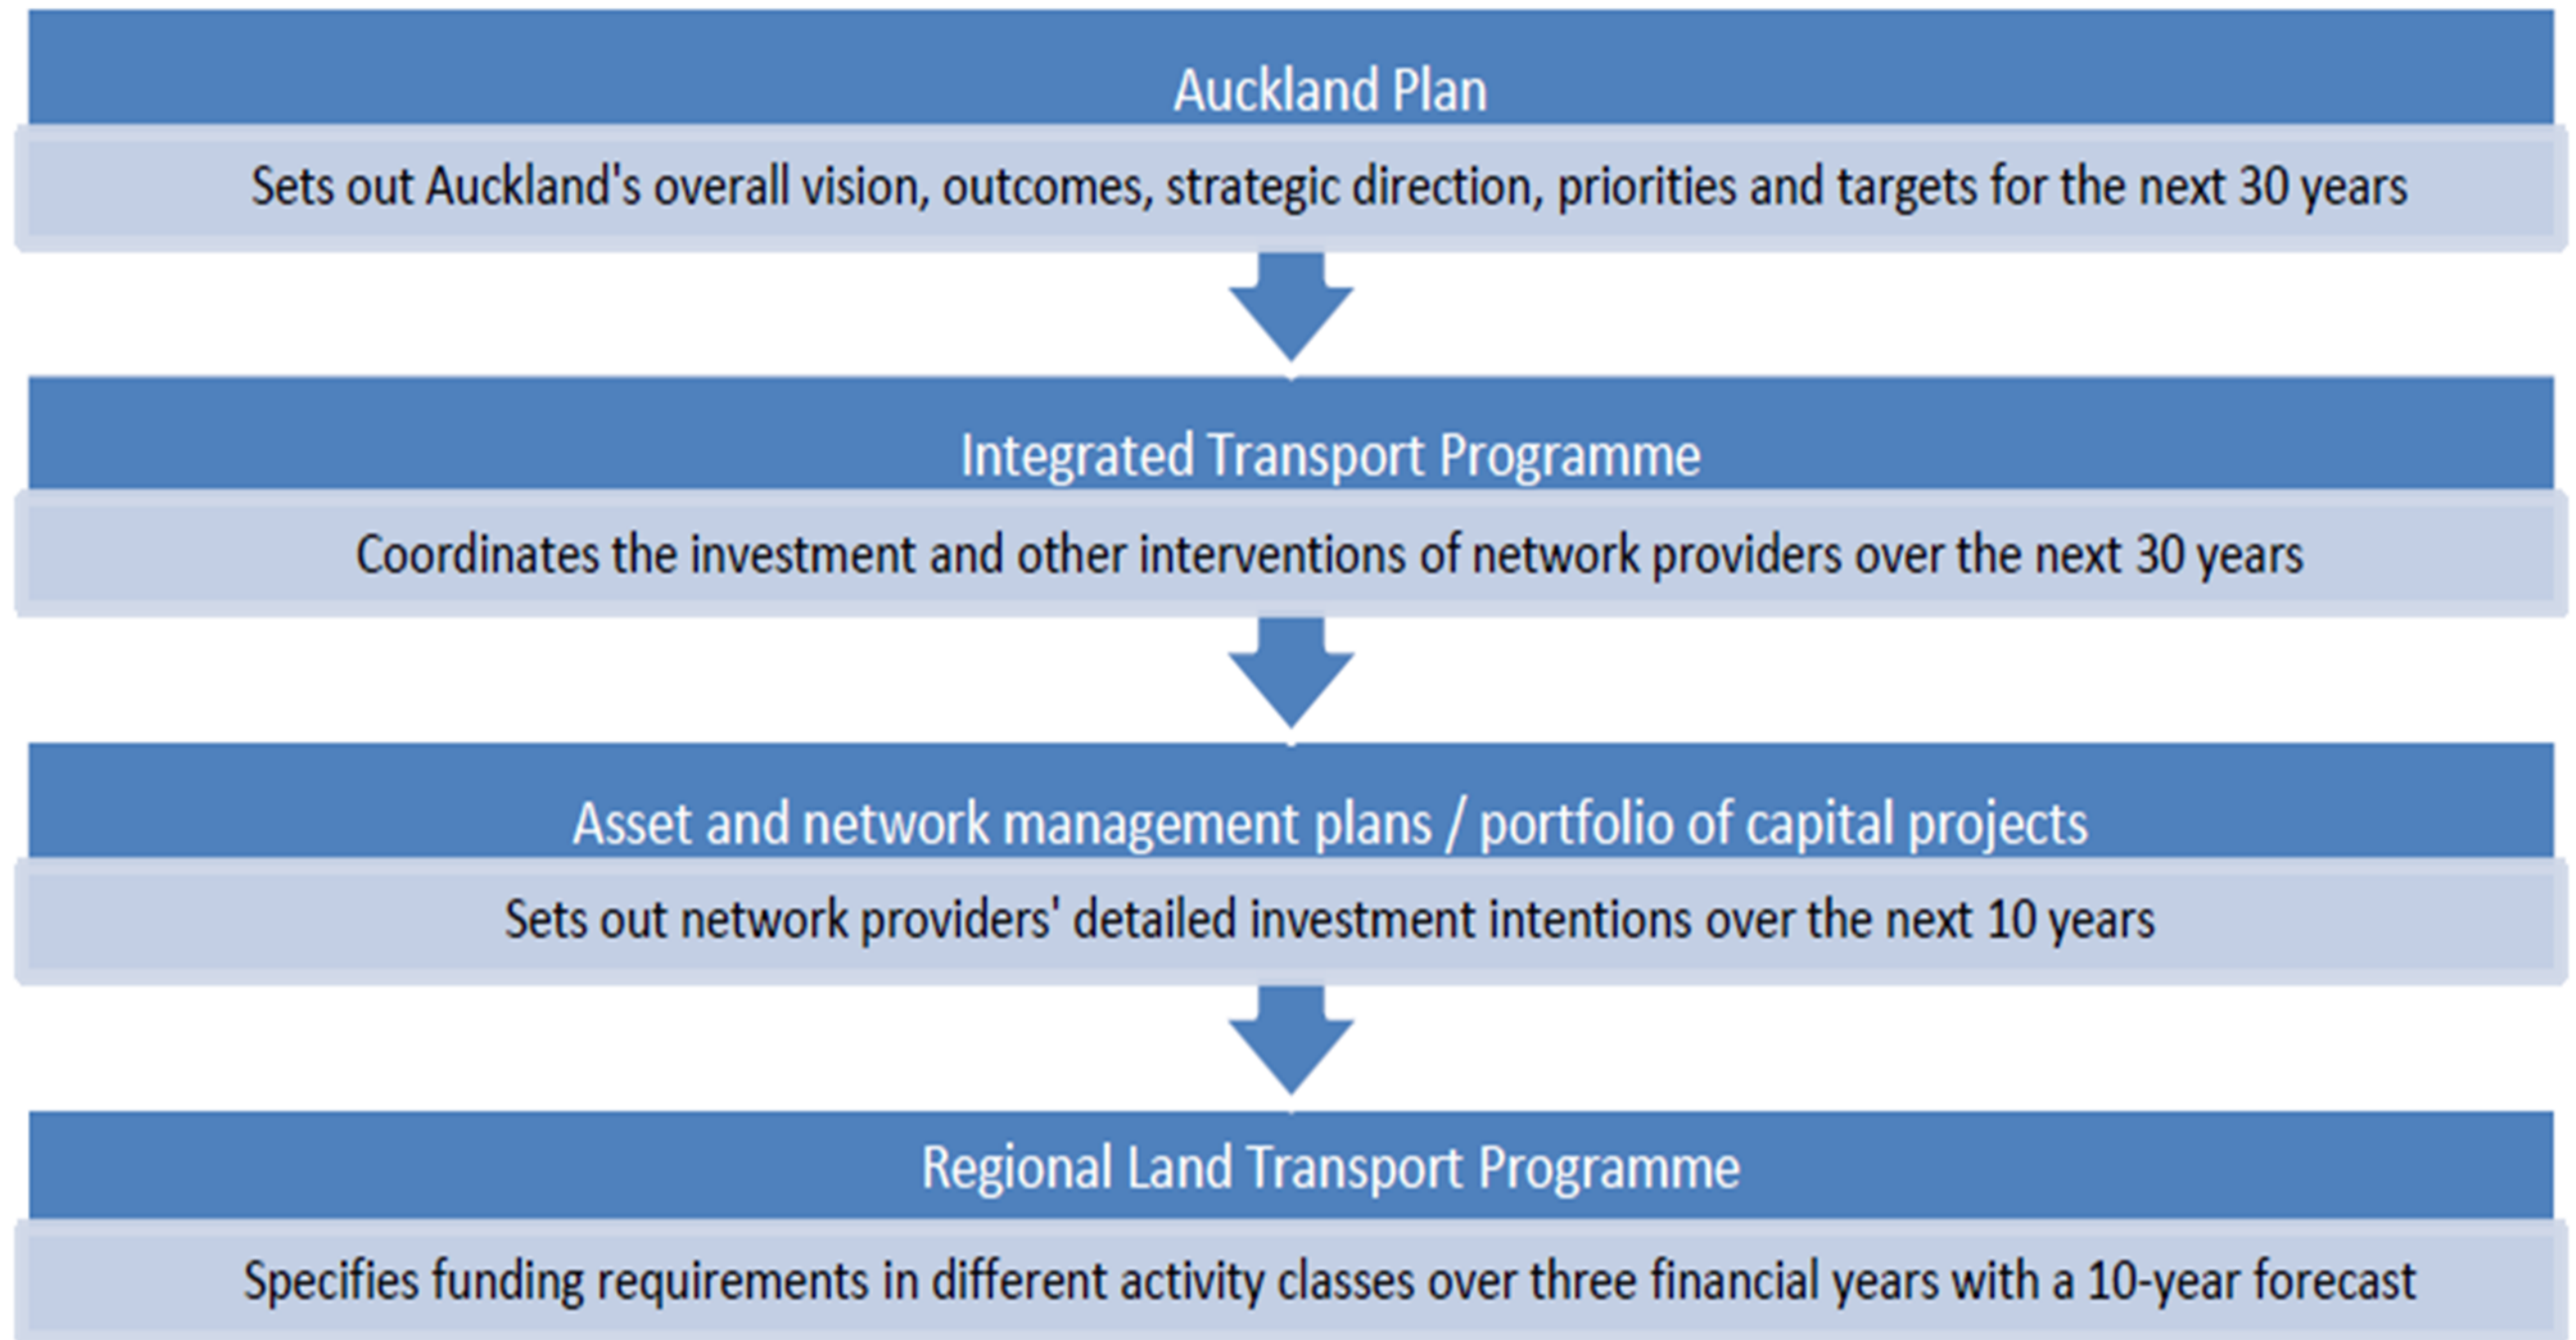 Auckland Plan
Sets out Auckland's overall vision, outcomes, strategic direction, priorities and targets for the next 30 years
Integrated Transport Programme
Coordinates the investment and other interventions of network providers over the next 30 years
Asset and network management plans / portfolio of capital projects
Sets out network providers' detailed investment intentions over the next 10 years
Regional Land Transport Programme
Specifies funding requirements in different activity classes over three financial years with a 10-year forecast